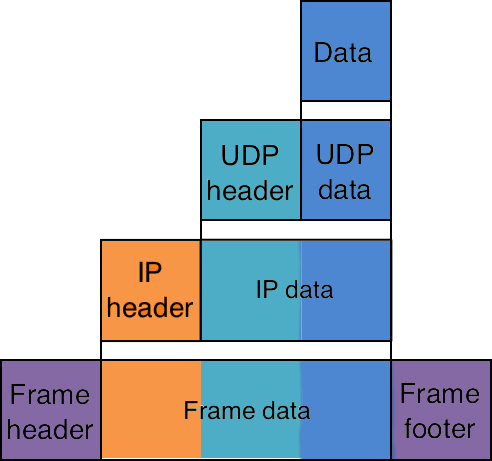 Data
UDP
header
UDP
data
IP
header
IP data
Frame
header
Frame data
Frame
footer